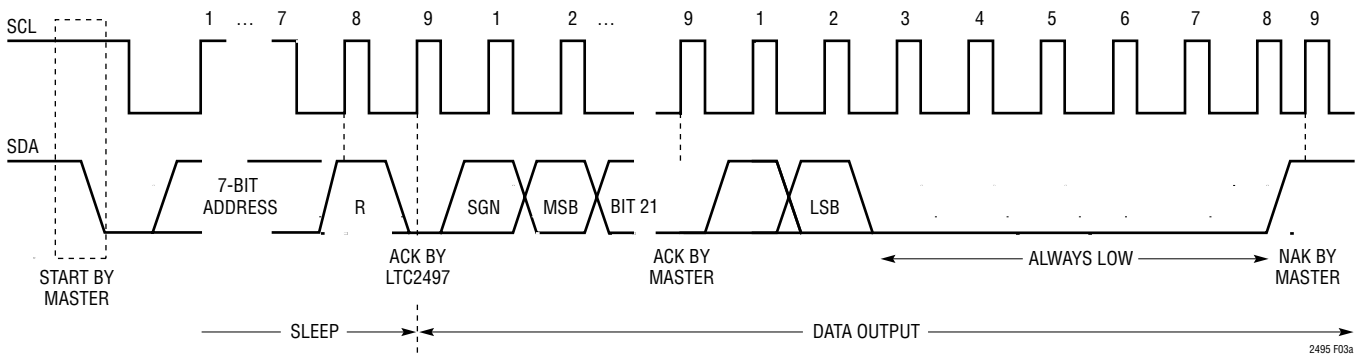 1 ... 7 8 9 1 2 ... 9 1 2 3 4 5 6 7 8 9
SCL
SDA
7-BIT
ADDRESS
R
SGN
MSB
BIT 21
LSB
START BY
MASTER
ACK BY
LTC2497
ACK BY
MASTER
ALWAYS LOW
NAK BY
MASTER
SLEEP
DATA OUTPUT
2495 F03a